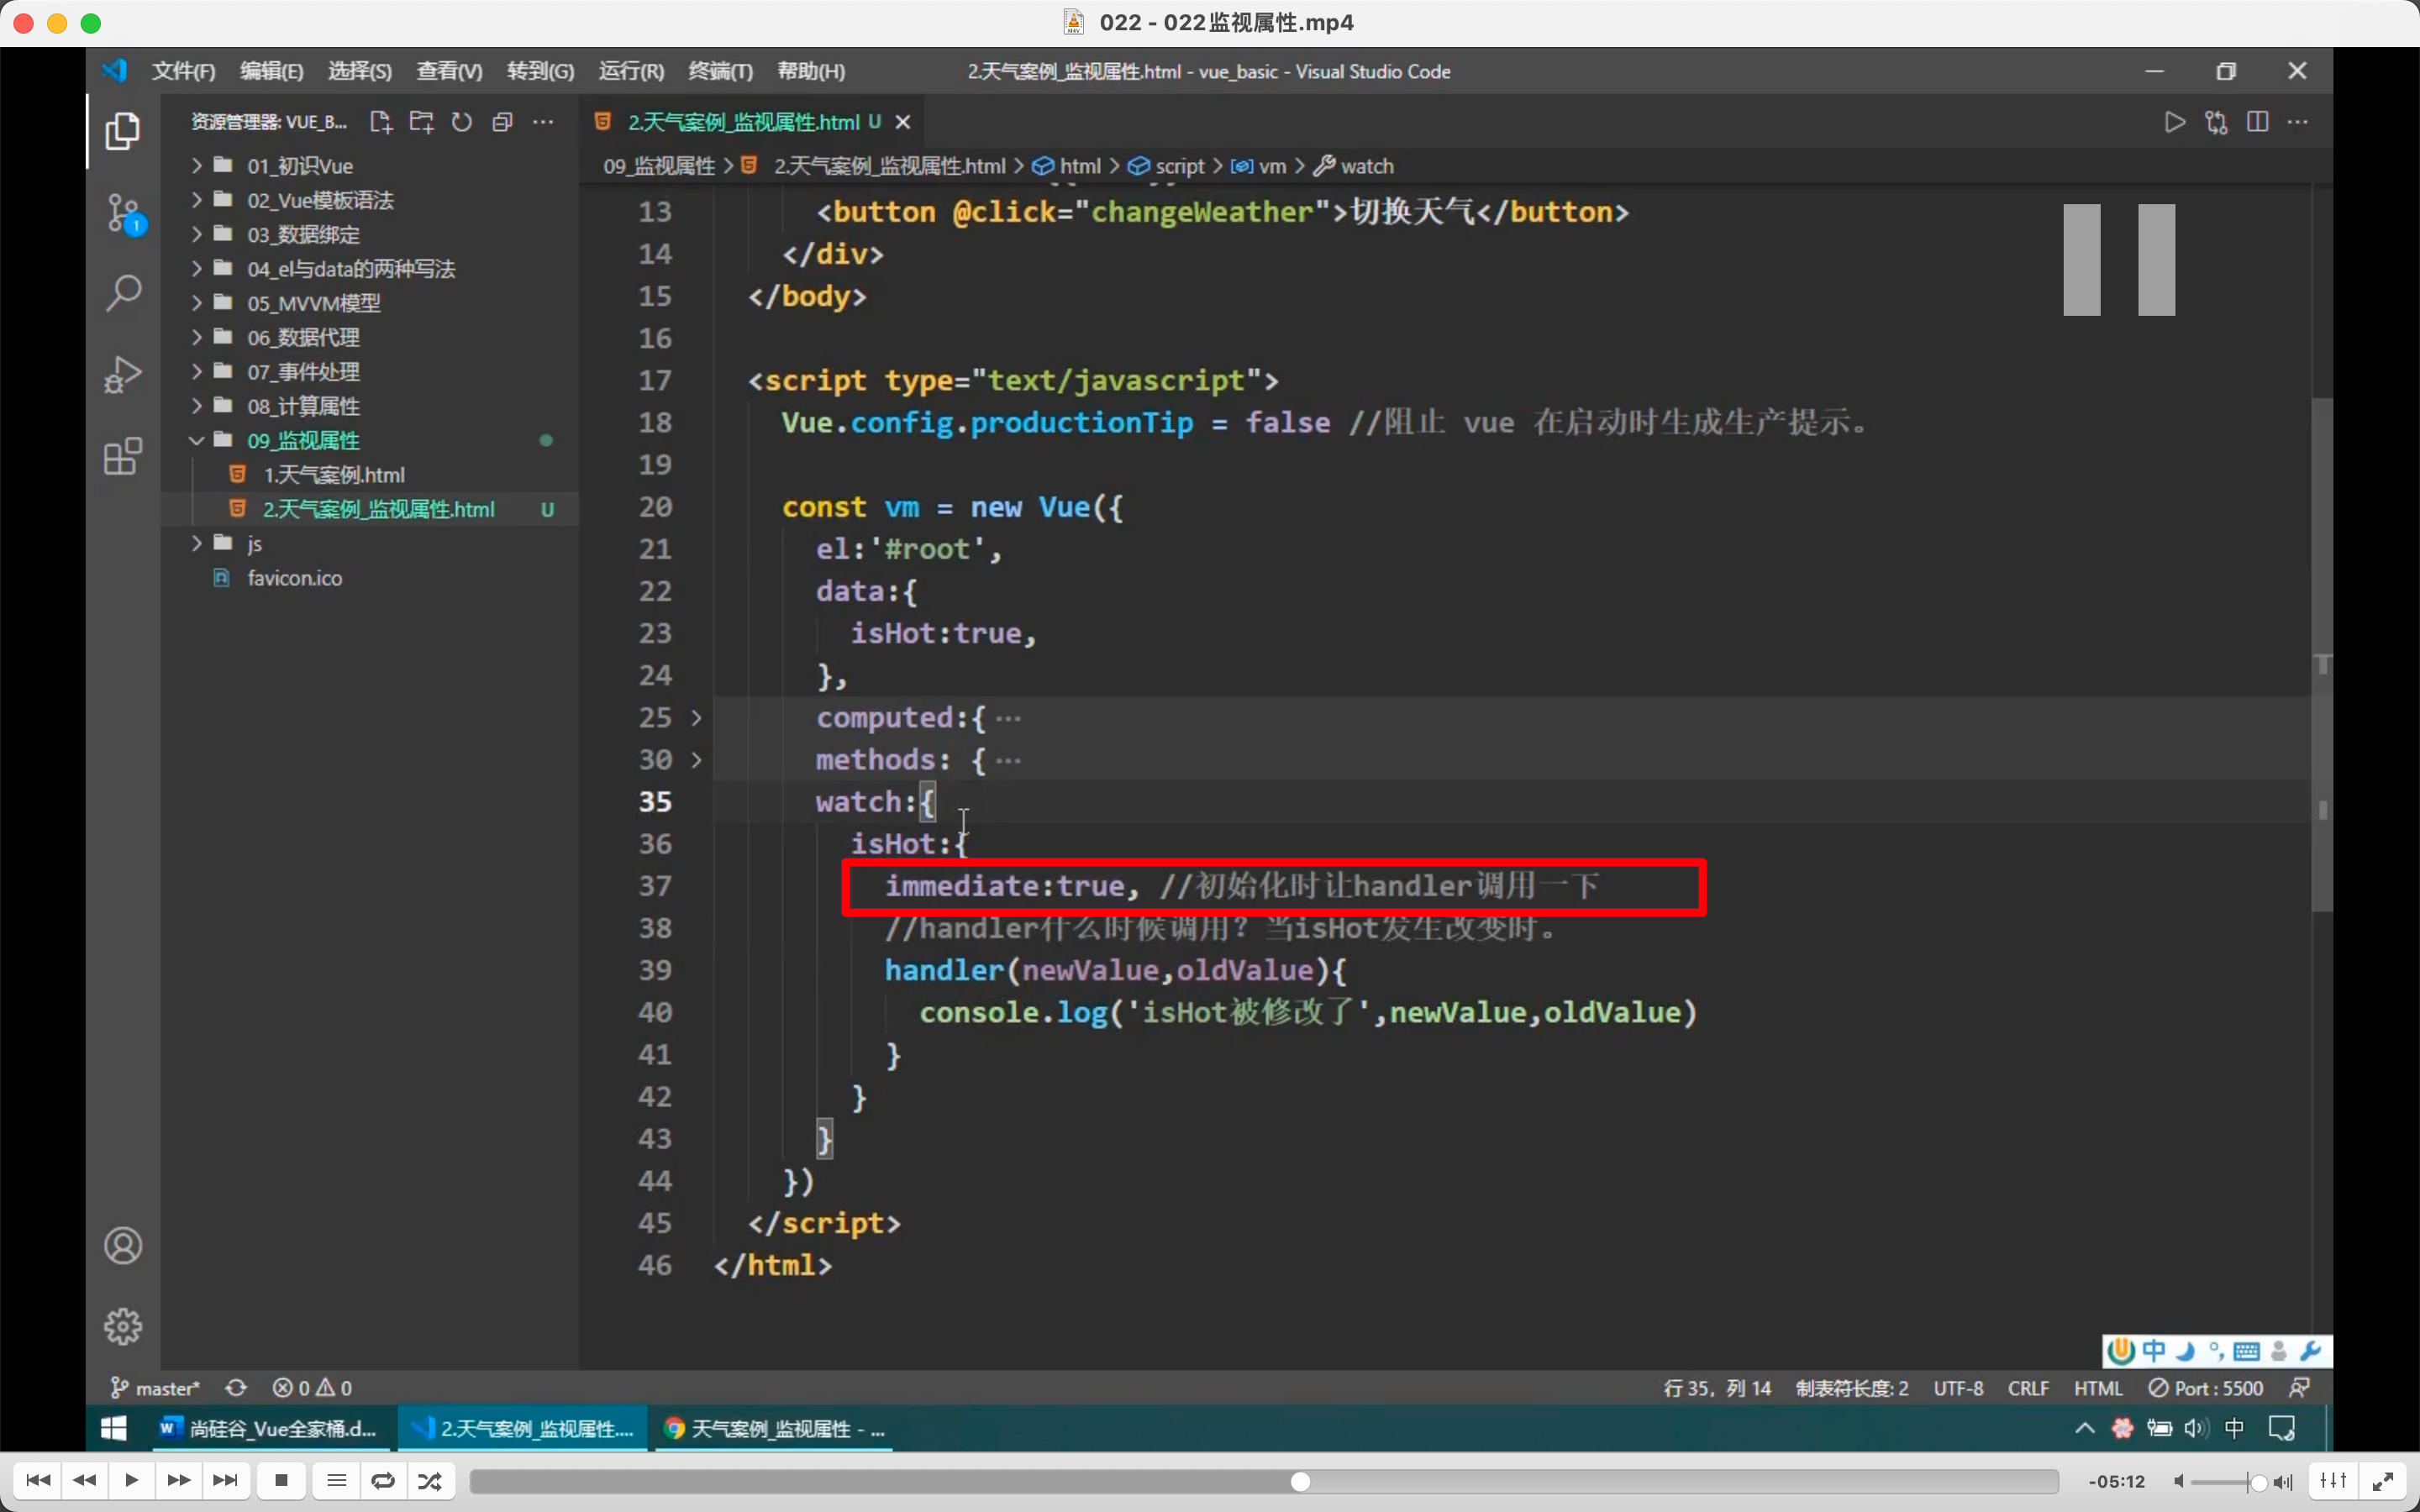 022 - 022监视属性.mp4
文件(F) 编辑(E) 选择(S) 查看(V) 转到(G) 运行(R) 终端(T) 帮助(H)
2.天气案例_监视属性.html - vue_basic - Visual Studio Code
资源管理器: VUE_B...
01_初识Vue
02_Vue模板语法
03_数据绑定
04_el与data的两种写法
05_MVVM模型
06_数据代理
07_事件处理
08_计算属性
09_监视属性
1.天气案例.html
2.天气案例_监视属性.html U
js
favicon.ico
1
2.天气案例_监视属性.html U
09_监视属性 > 2.天气案例_监视属性.html > html > script > vm > watch
13 <button @click="changeWeather">切换天气</button>
14 </div>
15 </body>
16
17 <script type="text/javascript">
18 Vue.config.productionTip = false //阻止 vue 在启动时生成生产提示。
19
20 const vm = new Vue({
21 el:'#root',
22 data:{
23 isHot:true,
24 },
25 computed:{ ...
30 methods: { ...
35 watch:{
36 isHot:{
37 immediate:true, //初始化时让handler调用一下
38 //handler什么时候调用？当isHot发生改变时。
39 handler(newValue,oldValue){
40 console.log('isHot被修改了',newValue,oldValue)
41 }
42 }
43 }
44 })
45 </script>
46 </html>
中
master* 0 0
行 35，列 14 制表符长度: 2 UTF-8 CRLF HTML Port : 5500
尚硅谷_Vue全家桶.d... 2.天气案例_监视属性.... 天气案例_监视属性 - ...
中
-05:12